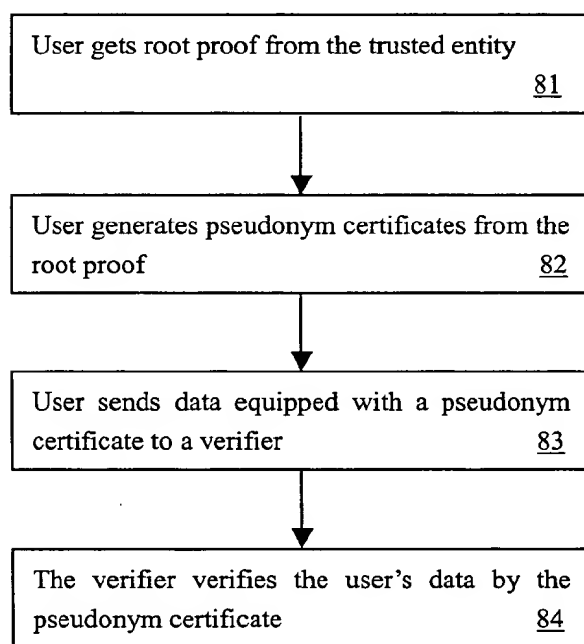 User gets root proof from the trusted entity
81
User generates pseudonym certificates from the
root proof 82
User sends data equipped with a pseudonym
certificate to a verifier 83
The verifier verifies the user's data by the
pseudonym certificate 84